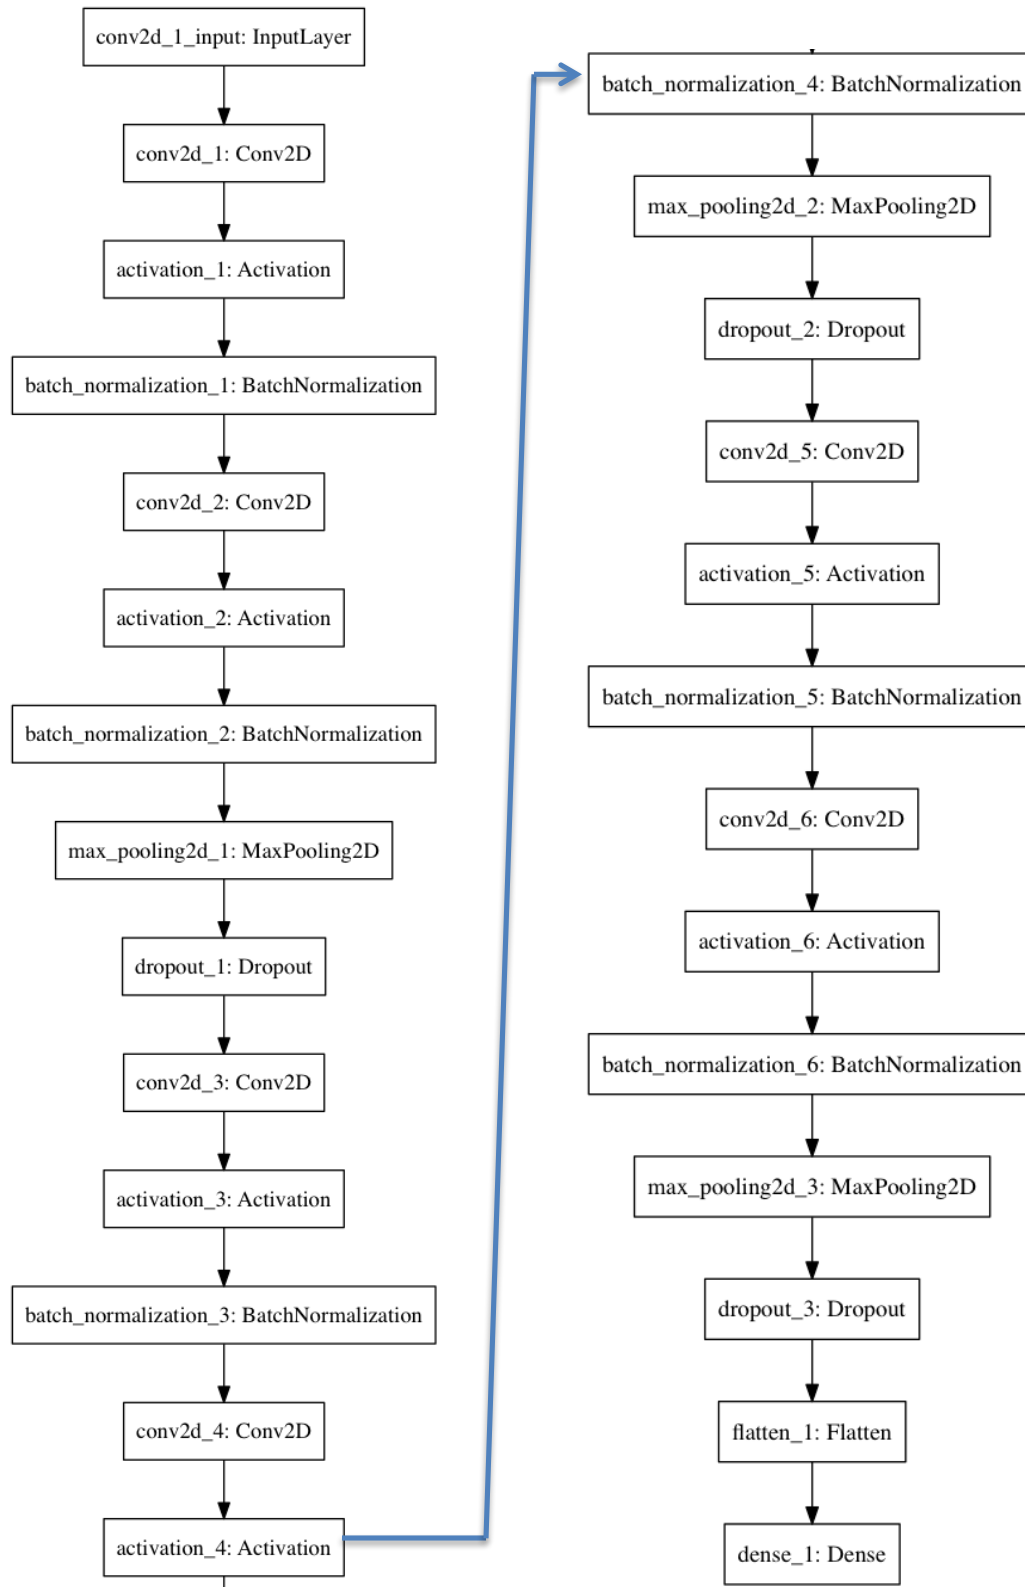 conv2d_1_input: InputLayer
conv2d_1: Conv2D
activation_1: Activation
batch_normalization_1: BatchNormalization
conv2d_2: Conv2D
activation_2: Activation
batch_normalization_2: BatchNormalization
max_pooling2d_1: MaxPooling2D
dropout_1: Dropout
conv2d_3: Conv2D
activation_3: Activation
batch_normalization_3: BatchNormalization
conv2d_4: Conv2D
activation_4: Activation
batch_normalization_4: BatchNormalization
max_pooling2d_2: MaxPooling2D
dropout_2: Dropout
conv2d_5: Conv2D
activation_5: Activation
batch_normalization_5: BatchNormalization
conv2d_6: Conv2D
activation_6: Activation
batch_normalization_6: BatchNormalization
max_pooling2d_3: MaxPooling2D
dropout_3: Dropout
flatten_1: Flatten
dense_1: Dense